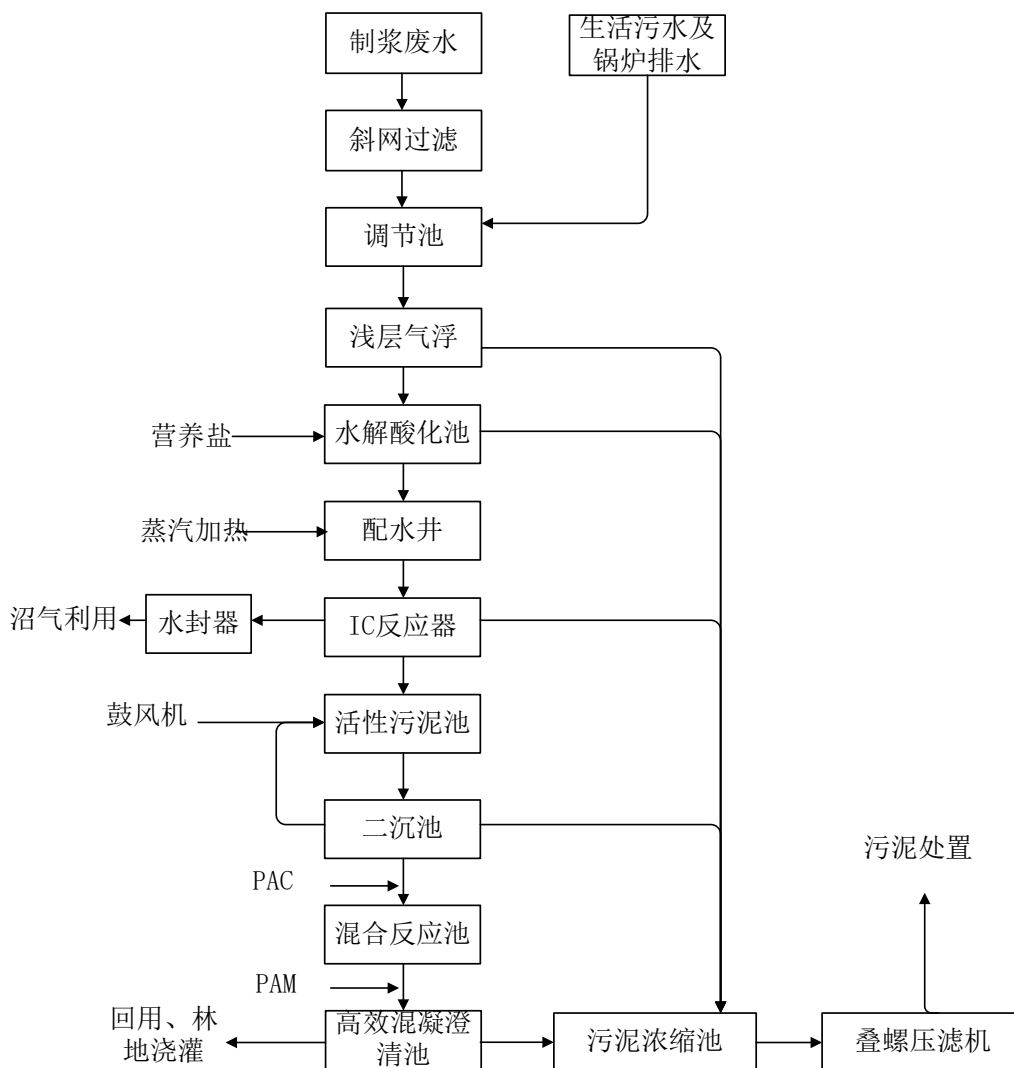 制浆废水
生活污水及
锅炉排水
斜网过滤
调节池
浅层气浮
营养盐
水解酸化池
蒸汽加热
配水井
沼气利用
水封器
IC反应器
鼓风机
活性污泥池
二沉池
污泥处置
PAC
混合反应池
PAM
回用、林
地浇灌
高效混凝澄
清池
污泥浓缩池
叠螺压滤机